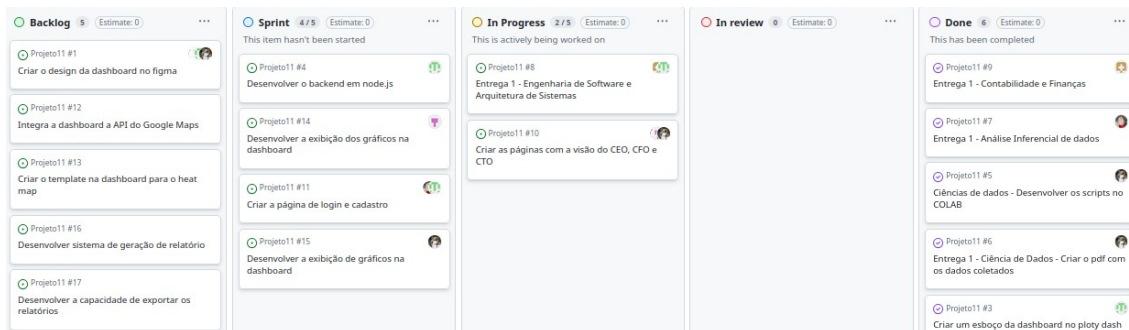 Backlog 5 Estimate: 0 ...
Projeto11 #1
Criar o design da dashboard no figma
Projeto11 #12
Integra a dashboard a API do Google Maps
Projeto11 #13
Criar o template na dashboard para o heat
map
Projeto11 #16
Desenvolver sistema de geração de relatório
Projeto11 #17
Desenvolver a capacidade de exportar os
relatórios
Sprint 4 / 5 Estimate: 0 ...
This item hasn't been started
Projeto11 #4
Desenvolver o backend em node.js
Projeto11 #14
Desenvolver a exibição dos gráficos na
dashboard
Projeto11 #11
Criar a página de login e cadastro
Projeto11 #15
Desenvolver a exibição de gráficos na
dashboard
In Progress 2 / 5 Estimate: 0 ...
This is actively being worked on
Projeto11 #8
Entrega 1 - Engenharia de Software e
Arquitetura de Sistemas
Projeto11 #10
Criar as páginas com a visão do CEO, CFO e
CTO
In review 0 Estimate: 0 ...
Done 6 Estimate: 0 ...
This has been completed
Projeto11 #9
Entrega 1 - Contabilidade e Finanças
Projeto11 #7
Entrega 1 - Análise Inferencial de dados
Projeto11 #5
Ciências de dados - Desenvolver os scripts no
COLAB
Projeto11 #6
Entrega 1 - Ciência de Dados - Criar o pdf com
os dados coletados
Projeto11 #3
Criar um esboço da dashboard no ploty dash